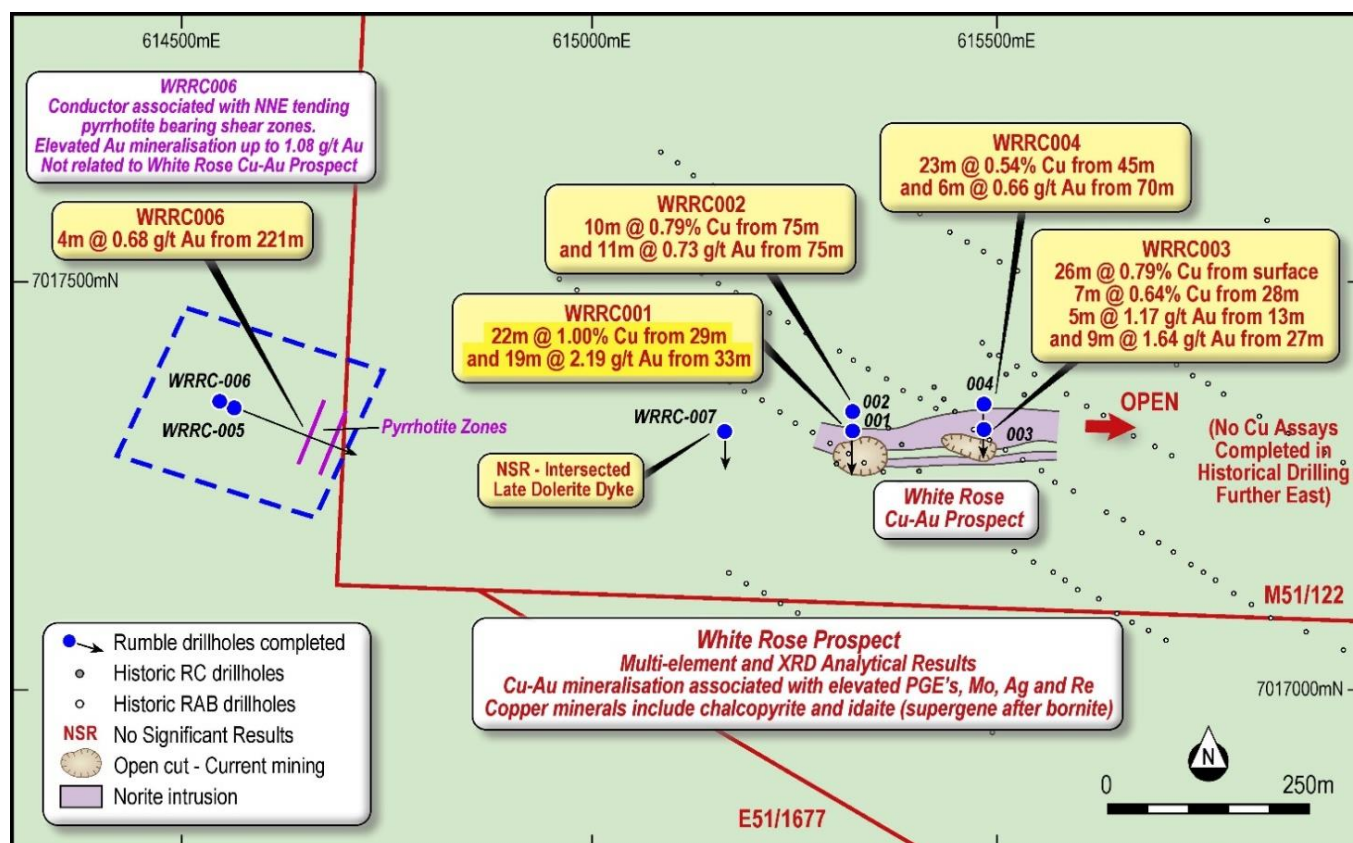 614500mE
615000mE
615500mE
WRRC006
Conductor associated with NNE tending
pyrrhotite bearing shear zones.
Elevated Au mineralisation up to 1.08 g/t Au
Not related to White Rose Cu-Au Prospect
WRRC004
23m @ 0.54% Cu from 45m
and 6m @ 0.66 g/t Au from 70m
WRRC002
10m @ 0.79% Cu from 75m
and 11m @ 0.73 g/t Au from 75m
WRRC006
4m @ 0.68 g/t Au from 221m
WRRC003
26m @ 0.79% Cu from surface
7m @ 0.64% Cu from 28m
5m @ 1.17 g/t Au from 13m
and 9m @ 1.64 g/t Au from 27m
7017500mN
WRRC001
22m @ 1.00% Cu from 29m
and 19m @ 2.19 g/t Au from 33m
WRRC-006
WRRC-005
Pyrrhotite Zones
WRRC-007
002
001
004
003
OPEN
(No Cu Assays
Completed in
Historical Drilling
Further East)
NSR - Intersected
Late Dolerite Dyke
White Rose
Cu-Au Prospect
M51/122
Rumble drillholes completed
Historic RC drillholes
Historic RAB drillholes
NSR No Significant Results
Open cut - Current mining
Norite intrusion
White Rose Prospect
Multi-element and XRD Analytical Results
Cu-Au mineralisation associated with elevated PGE's, Mo, Ag and Re
Copper minerals include chalcopyrite and idaite (supergene after bornite)
7017000mN
N
0 250m
E51/1677